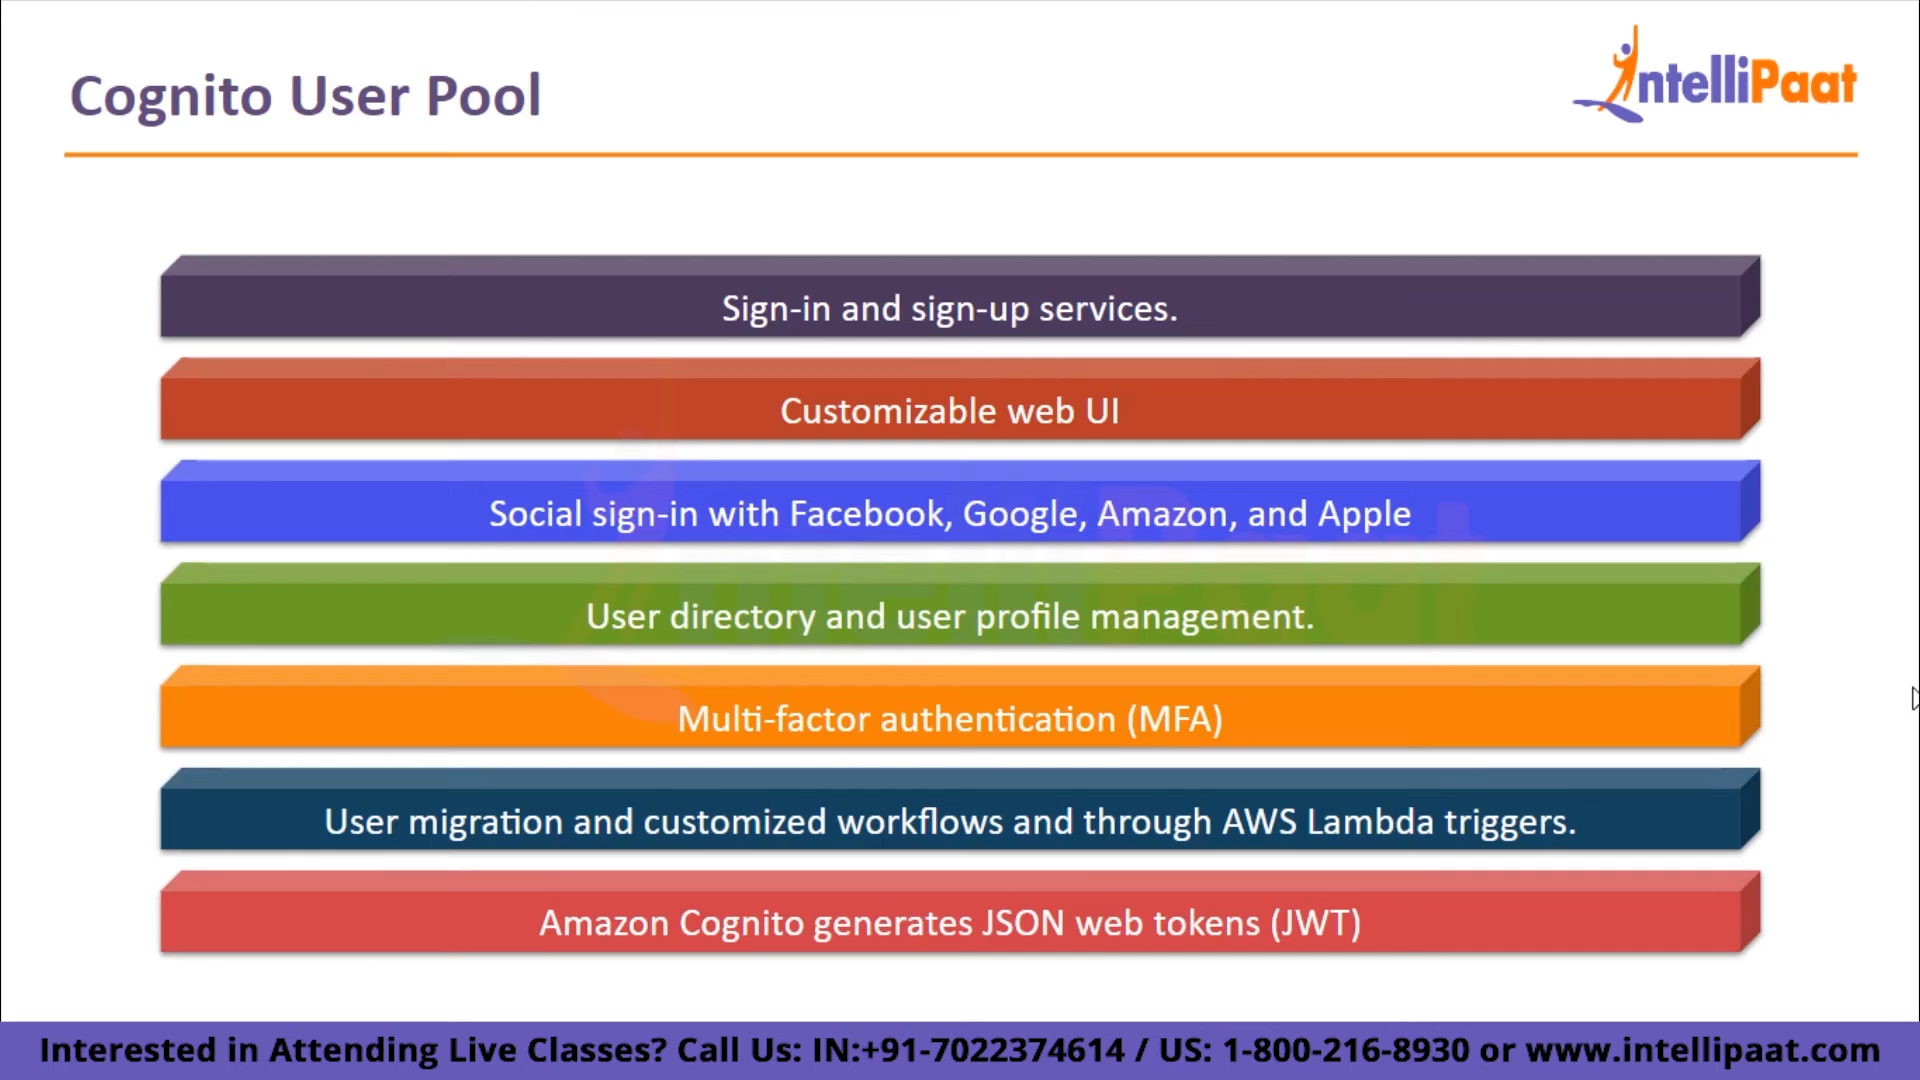 Cognito User Pool
IntelliPaat
Sign-in and sign-up services.
Customizable web UI
Social sign-in with Facebook, Google, Amazon, and Apple
User directory and user profile management.
Multi-factor authentication (MFA)
User migration and customized workflows and through AWS Lambda triggers.
Amazon Cognito generates JSON web tokens (JWT)
Interested in Attending Live Classes? Call Us: IN:+91-7022374614 / US: 1-800-216-8930 or www.intellipaat.com